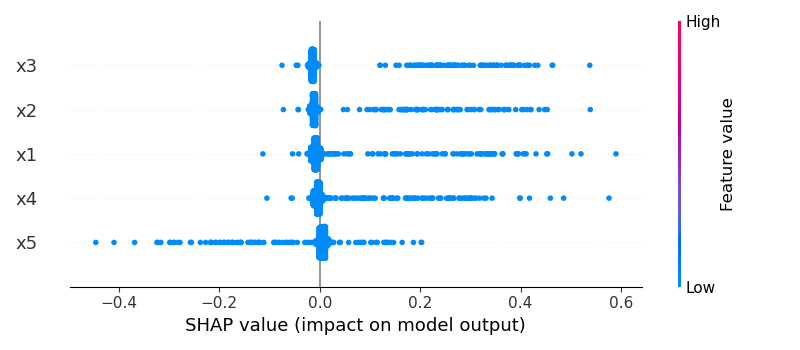 High
x3
x2
x1
x4
x5
Feature value
Low
−0.4 −0.2 0.0 0.2 0.4 0.6
SHAP value (impact on model output)